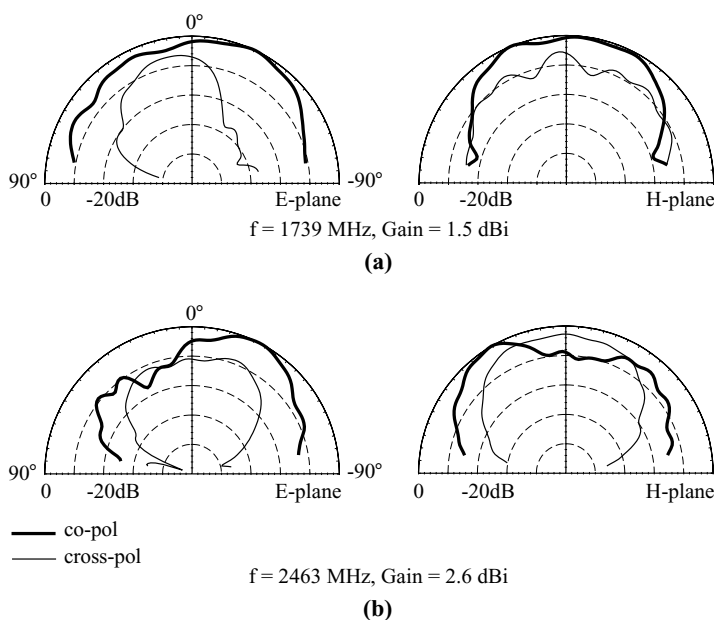 0°
90° -90°
0 -20dB E-plane 0 -20dB H-plane
f = 1739 MHz, Gain = 1.5 dBi
(a)
0°
90° -90°
0 -20dB E-plane 0 -20dB H-plane
co-pol
cross-pol
f = 2463 MHz, Gain = 2.6 dBi
(b)